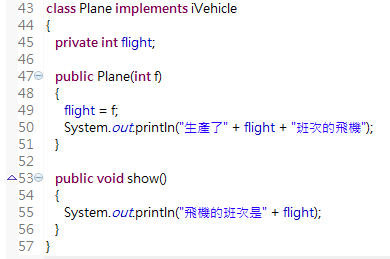 43 class Plane implements iVehicle
44 {
45 private int flight;
46
47 public Plane(int f)
48 {
49 flight = f;
50 System.out.println("生產了" + flight + "班次的飛機");
51 }
52
53 public void show()
54 {
55 System.out.println("飛機的班次是" + flight);
56 }
57 }